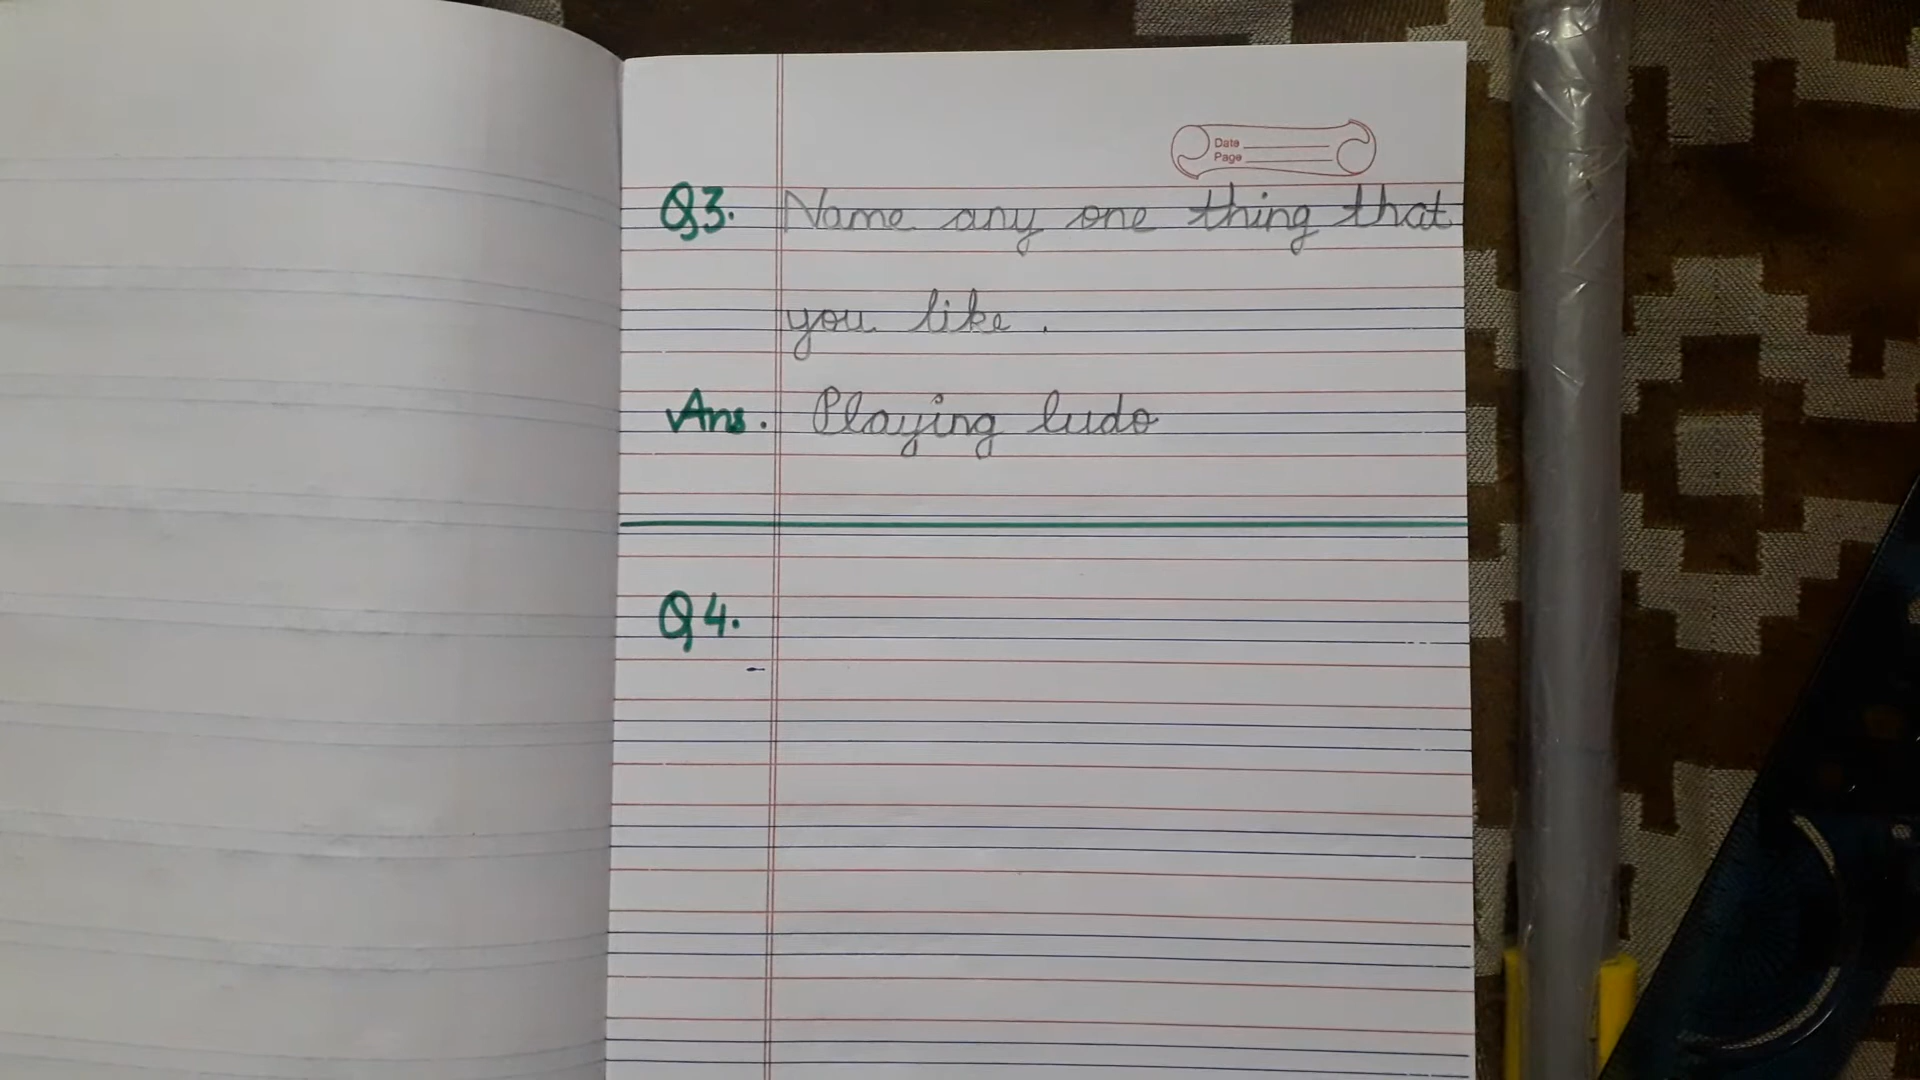 Date
Page
Q3. Name any one thing that
you like.
Ans. Playing ludo
Q4.